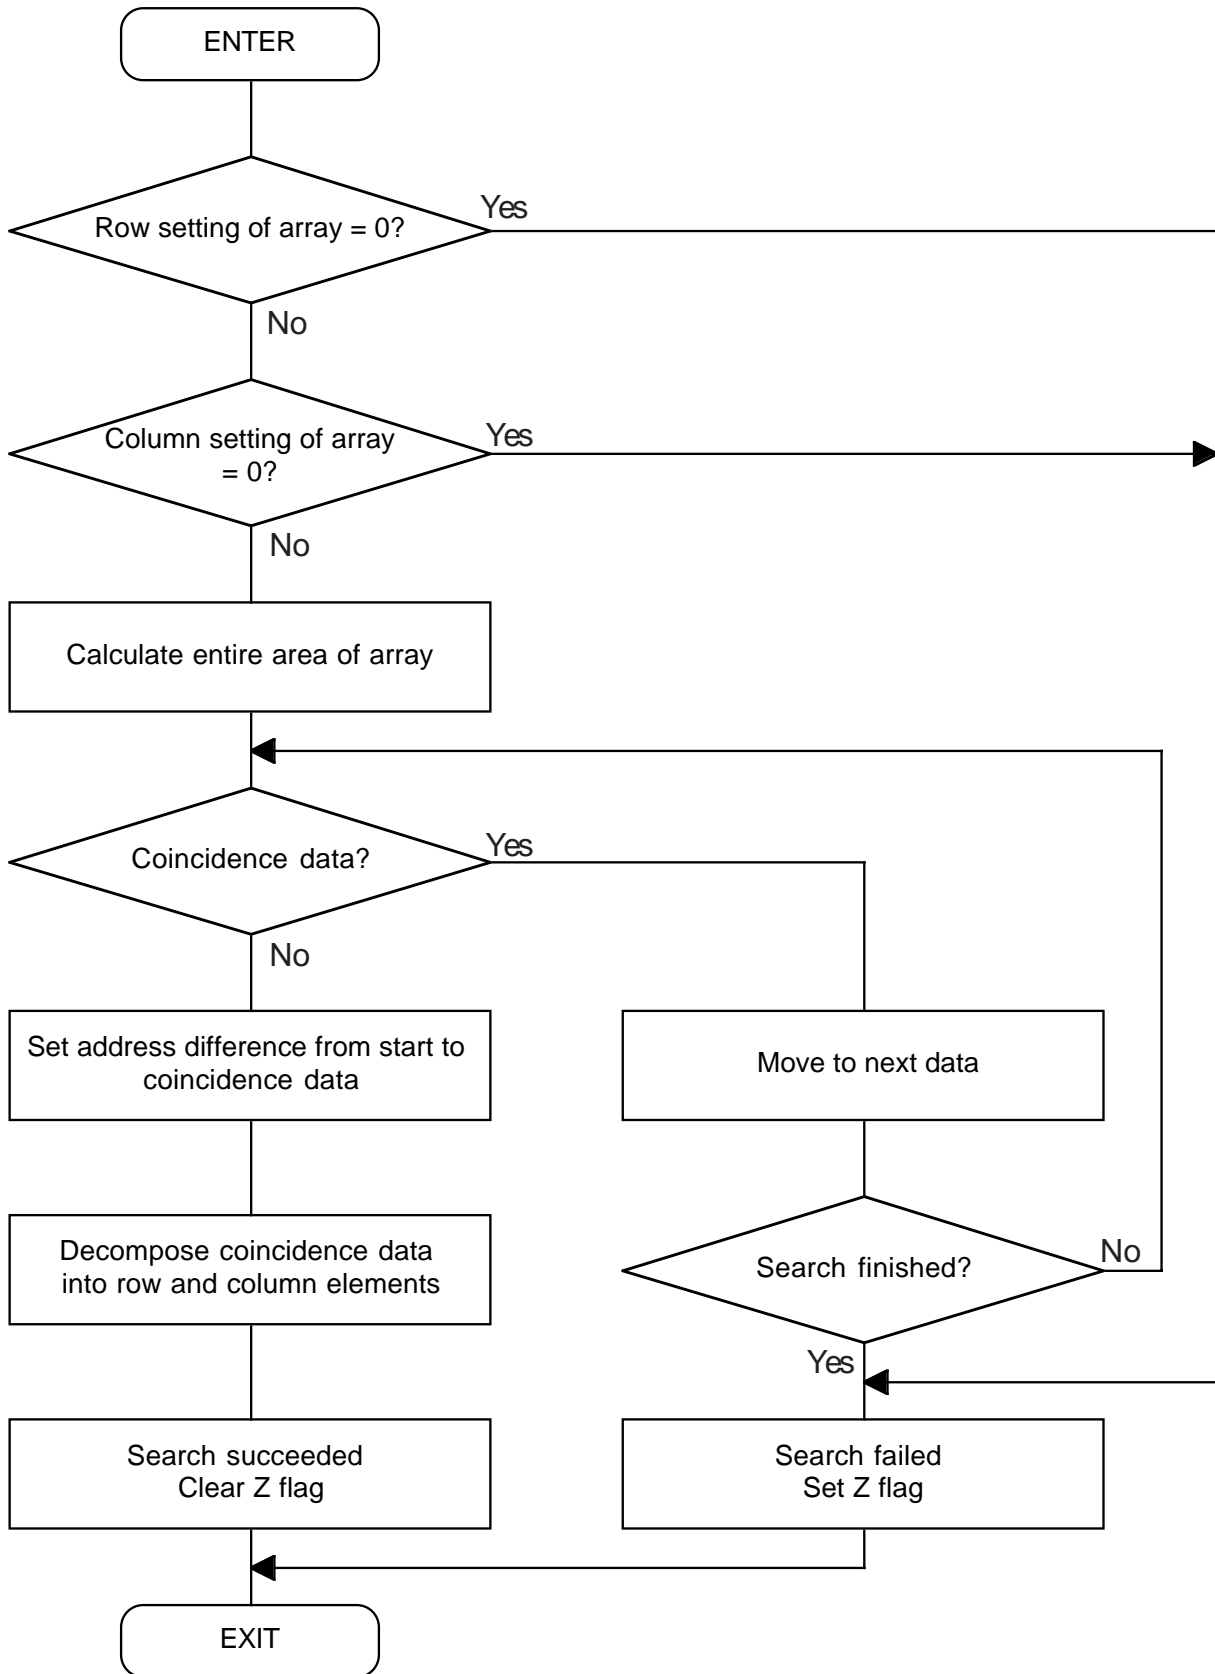 ENTER
Row setting of array = 0?
Yes
No
Column setting of array
= 0?
Yes
No
Calculate entire area of array
Coincidence data?
Yes
No
Set address difference from start to
coincidence data
Move to next data
Decompose coincidence data
into row and column elements
Search finished?
No
Yes
Search succeeded
Clear Z flag
Search failed
Set Z flag
EXIT